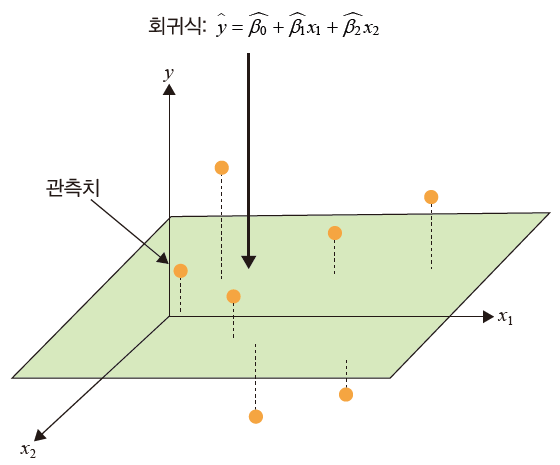 회귀식: ŷ = β̂₀ + β̂₁x₁ + β̂₂x₂
y
관측치
x₁
x₂